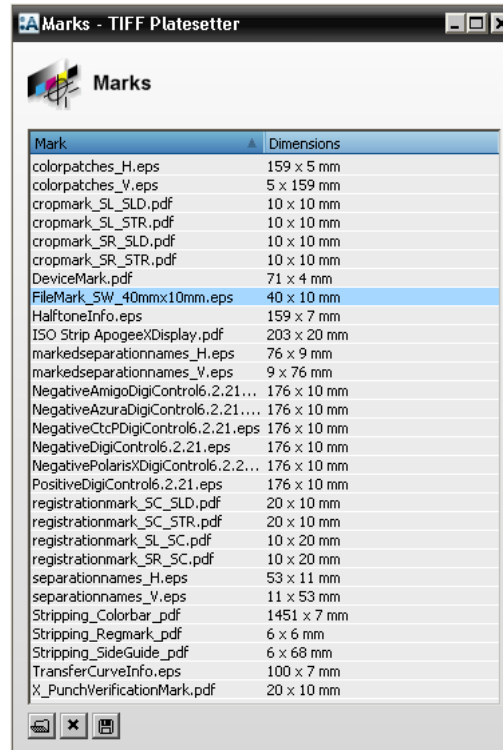 :A Marks - TIFF Platesetter
Marks
Mark Dimensions
colorpatches_H.eps 159 x 5 mm
colorpatches_V.eps 5 x 159 mm
cropmark_SL_SLD.pdf 10 x 10 mm
cropmark_SL_STR.pdf 10 x 10 mm
cropmark_SR_SLD.pdf 10 x 10 mm
cropmark_SR_STR.pdf 10 x 10 mm
DeviceMark.pdf 71 x 4 mm
FileMark_SW_40mmx10mm.eps 40 x 10 mm
HalftoneInfo.eps 159 x 7 mm
ISO Strip ApogeeXDisplay.pdf 203 x 20 mm
markedseparationnames_H.eps 76 x 9 mm
markedseparationnames_V.eps 9 x 76 mm
NegativeAmigoDigiControl6.2.21... 176 x 10 mm
NegativeAzuraDigiControl6.2.21.... 176 x 10 mm
NegativeCtcPDigiControl6.2.21.eps 176 x 10 mm
NegativeDigiControl6.2.21.eps 176 x 10 mm
NegativePolarisXDigiControl6.2.2... 176 x 10 mm
PositiveDigiControl6.2.21.eps 176 x 10 mm
registrationmark_SC_SLD.pdf 20 x 10 mm
registrationmark_SC_STR.pdf 20 x 10 mm
registrationmark_SL_SC.pdf 10 x 20 mm
registrationmark_SR_SC.pdf 10 x 20 mm
separationnames_H.eps 53 x 11 mm
separationnames_V.eps 11 x 53 mm
Stripping_Colorbar_pdf 1451 x 7 mm
Stripping_Regmark_pdf 6 x 6 mm
Stripping_SideGuide_pdf 6 x 68 mm
TransferCurveInfo.eps 100 x 7 mm
X_PunchVerificationMark.pdf 20 x 10 mm